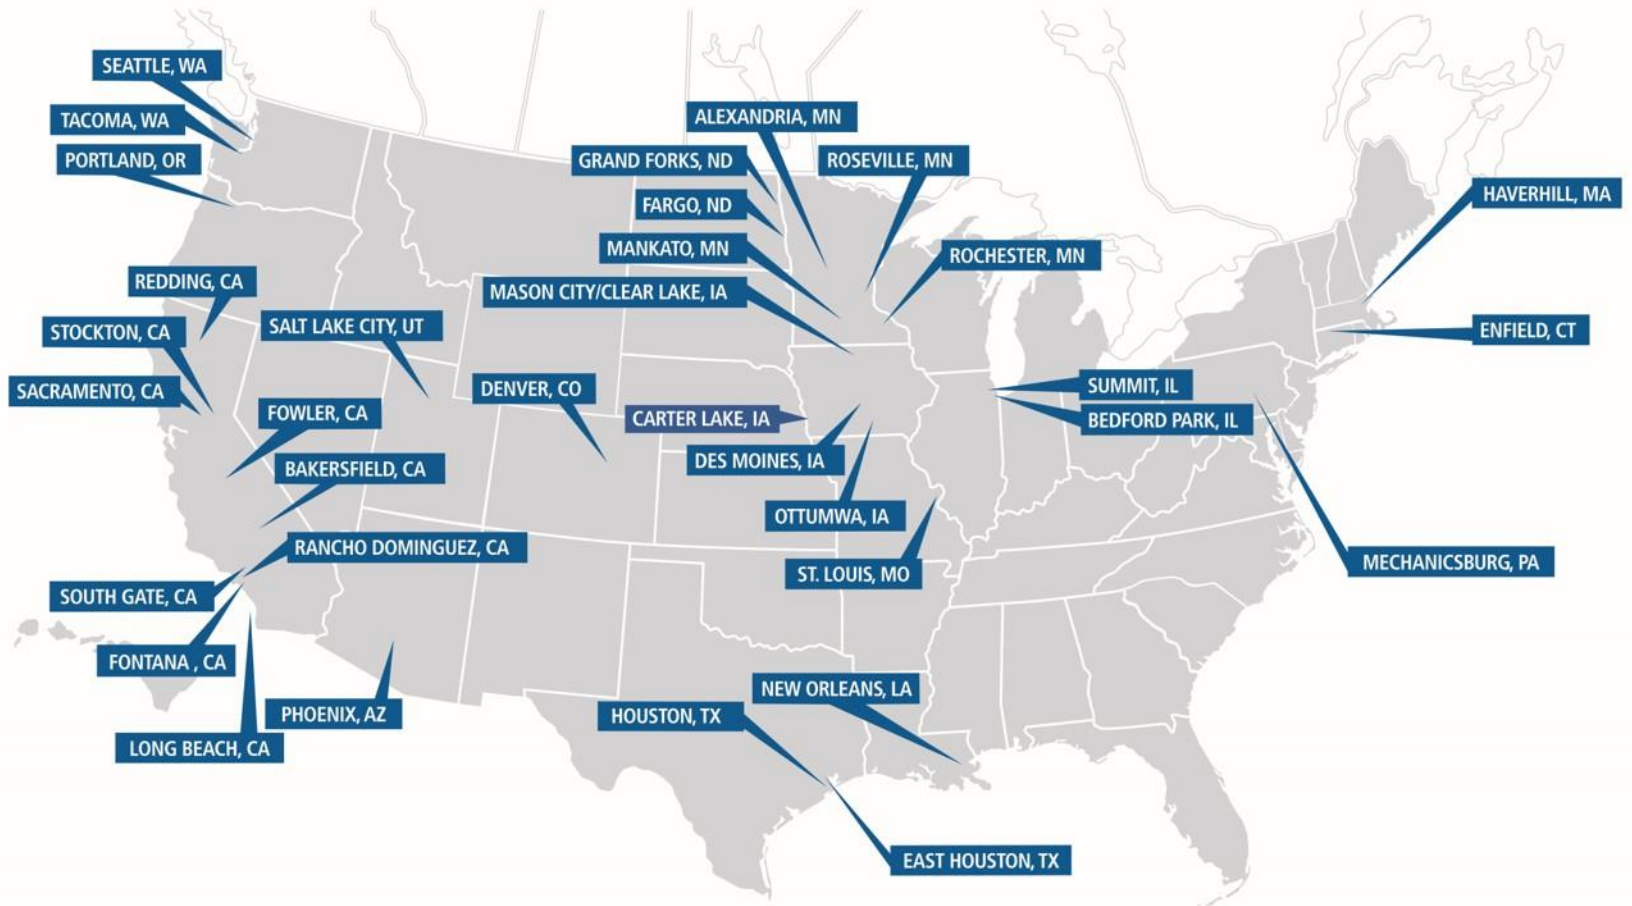 SEATTLE, WA
TACOMA, WA
PORTLAND, OR
ALEXANDRIA, MN
GRAND FORKS, ND
ROSEVILLE, MN
FARGO, ND
HAVERHILL, MA
MANKATO, MN
ROCHESTER, MN
MASON CITY/CLEAR LAKE, IA
REDDING, CA
STOCKTON, CA
SALT LAKE CITY, UT
ENFIELD, CT
SACRAMENTO, CA
DENVER, CO
SUMMIT, IL
FOWLER, CA
CARTER LAKE, IA
BEDFORD PARK, IL
BAKERSFIELD, CA
DES MOINES, IA
OTTUMWA, IA
RANCHO DOMINGUEZ, CA
ST. LOUIS, MO
MECHANICSBURG, PA
SOUTH GATE, CA
FONTANA , CA
NEW ORLEANS, LA
PHOENIX, AZ
HOUSTON, TX
LONG BEACH, CA
EAST HOUSTON, TX